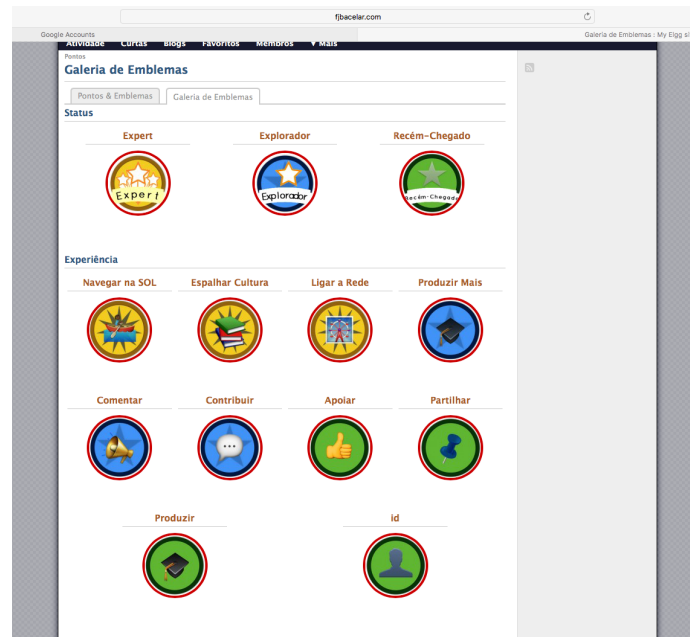 fjbacelar.com
Google Accounts
Galeria de Emblemas : My Elgg si
Atividade Curtas Blogs Favoritos Membros ▼ Mais
Pontos
Galeria de Emblemas
Pontos & Emblemas Galeria de Emblemas
Status
Expert Explorador Recém-Chegado
Expert Explorador Recém-Chegado
Experiência
Navegar na SOL Espalhar Cultura Ligar a Rede Produzir Mais
Comentar Contribuir Apoiar Partilhar
Produzir id